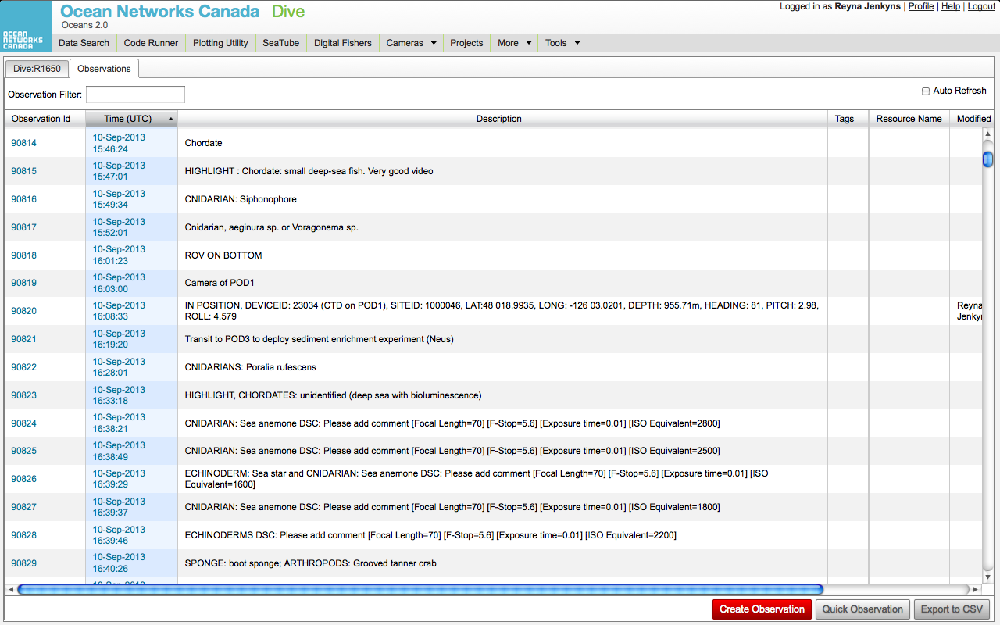 Ocean Networks Canada Dive
Logged in as Reyna Jenkyns | Profile | Help | Logout
Oceans 2.0
OCEAN
NETWORKS
CANADA
Data Search Code Runner Plotting Utility SeaTube Digital Fishers Cameras Projects More Tools
Dive:R1650 Observations
Observation Filter:
Auto Refresh
Observation Id Time (UTC) Description Tags Resource Name Modified
90814 10-Sep-2013 15:46:24 Chordate
90815 10-Sep-2013 15:47:01 HIGHLIGHT : Chordate: small deep-sea fish. Very good video
90816 10-Sep-2013 15:49:34 CNIDARIAN: Siphonophore
90817 10-Sep-2013 15:52:01 Cnidarian, aeginura sp. or Voragonema sp.
90818 10-Sep-2013 16:01:23 ROV ON BOTTOM
90819 10-Sep-2013 16:03:00 Camera of POD1
90820 10-Sep-2013 16:08:33 IN POSITION, DEVICEID: 23034 (CTD on POD1), SITEID: 1000046, LAT:48 018.9935, LONG: -126 03.0201, DEPTH: 955.71m, HEADING: 81, PITCH: 2.98,
ROLL: 4.579 Reyna
Jenkyn
90821 10-Sep-2013 16:19:20 Transit to POD3 to deploy sediment enrichment experiment (Neus)
90822 10-Sep-2013 16:28:01 CNIDARIANS: Poralia rufescens
90823 10-Sep-2013 16:33:18 HIGHLIGHT, CHORDATES: unidentified (deep sea with bioluminescence)
90824 10-Sep-2013 16:38:21 CNIDARIAN: Sea anemone DSC: Please add comment [Focal Length=70] [F-Stop=5.6] [Exposure time=0.01] [ISO Equivalent=2800]
90825 10-Sep-2013 16:38:49 CNIDARIAN: Sea anemone DSC: Please add comment [Focal Length=70] [F-Stop=5.6] [Exposure time=0.01] [ISO Equivalent=2500]
90826 10-Sep-2013 16:39:29 ECHINODERM: Sea star and CNIDARIAN: Sea anemone DSC: Please add comment [Focal Length=70] [F-Stop=5.6] [Exposure time=0.01] [ISO
Equivalent=1600]
90827 10-Sep-2013 16:39:37 CNIDARIAN: Sea anemone DSC: Please add comment [Focal Length=70] [F-Stop=5.6] [Exposure time=0.01] [ISO Equivalent=1800]
90828 10-Sep-2013 16:39:46 ECHINODERMS DSC: Please add comment [Focal Length=70] [F-Stop=5.6] [Exposure time=0.01] [ISO Equivalent=2200]
90829 10-Sep-2013 16:40:26 SPONGE: boot sponge; ARTHROPODS: Grooved tanner crab
Create Observation Quick Observation Export to CSV